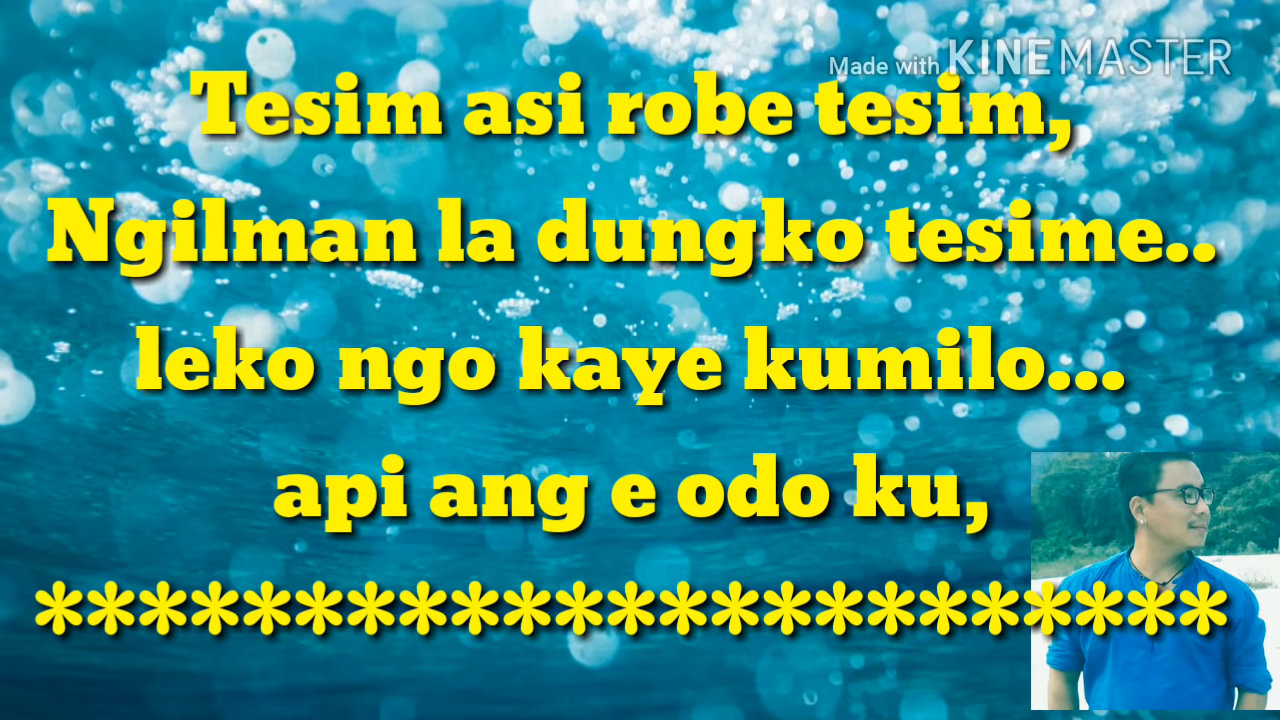 Made with KINEMASTER
Tesim asi robe tesim,
Ngilman la dungko tesime..
leko ngo kaye kumilo...
api ang e odo ku,
***********************